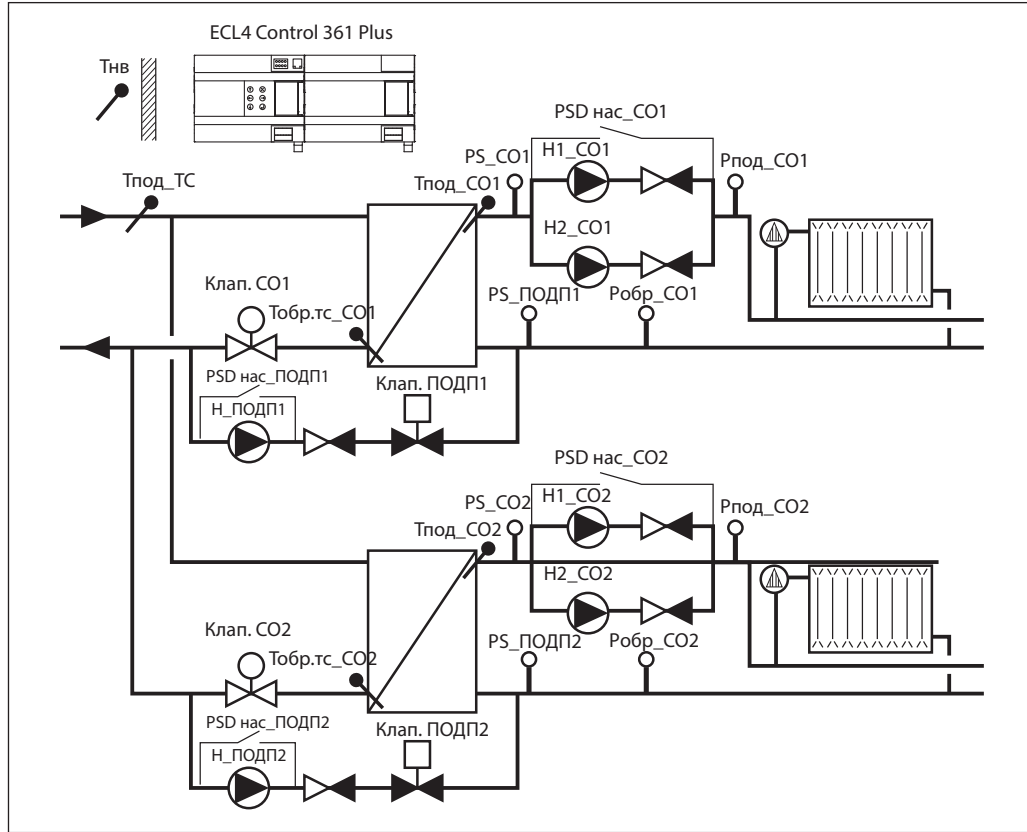 ECL4 Control 361 Plus
Тнв
PSD нас_СО1
PS_CO1
Н1_СО1
Рпод_СО1
Тпод_ТС
Тпод_СО1
Н2_СО1
Клап. СО1
PS_ПОДП1
Робр_СО1
Тобр.тс_СО1
PSD нас_ПОДП1
Клап. ПОДП1
Н_ПОДП1
PSD нас_СО2
PS_CO2
Н1_СО2
Рпод_СО2
Тпод_СО2
Н2_СО2
Клап. СО2
PS_ПОДП2
Робр_СО2
Тобр.тс_СО2
PSD нас_ПОДП2
Клап. ПОДП2
Н_ПОДП2